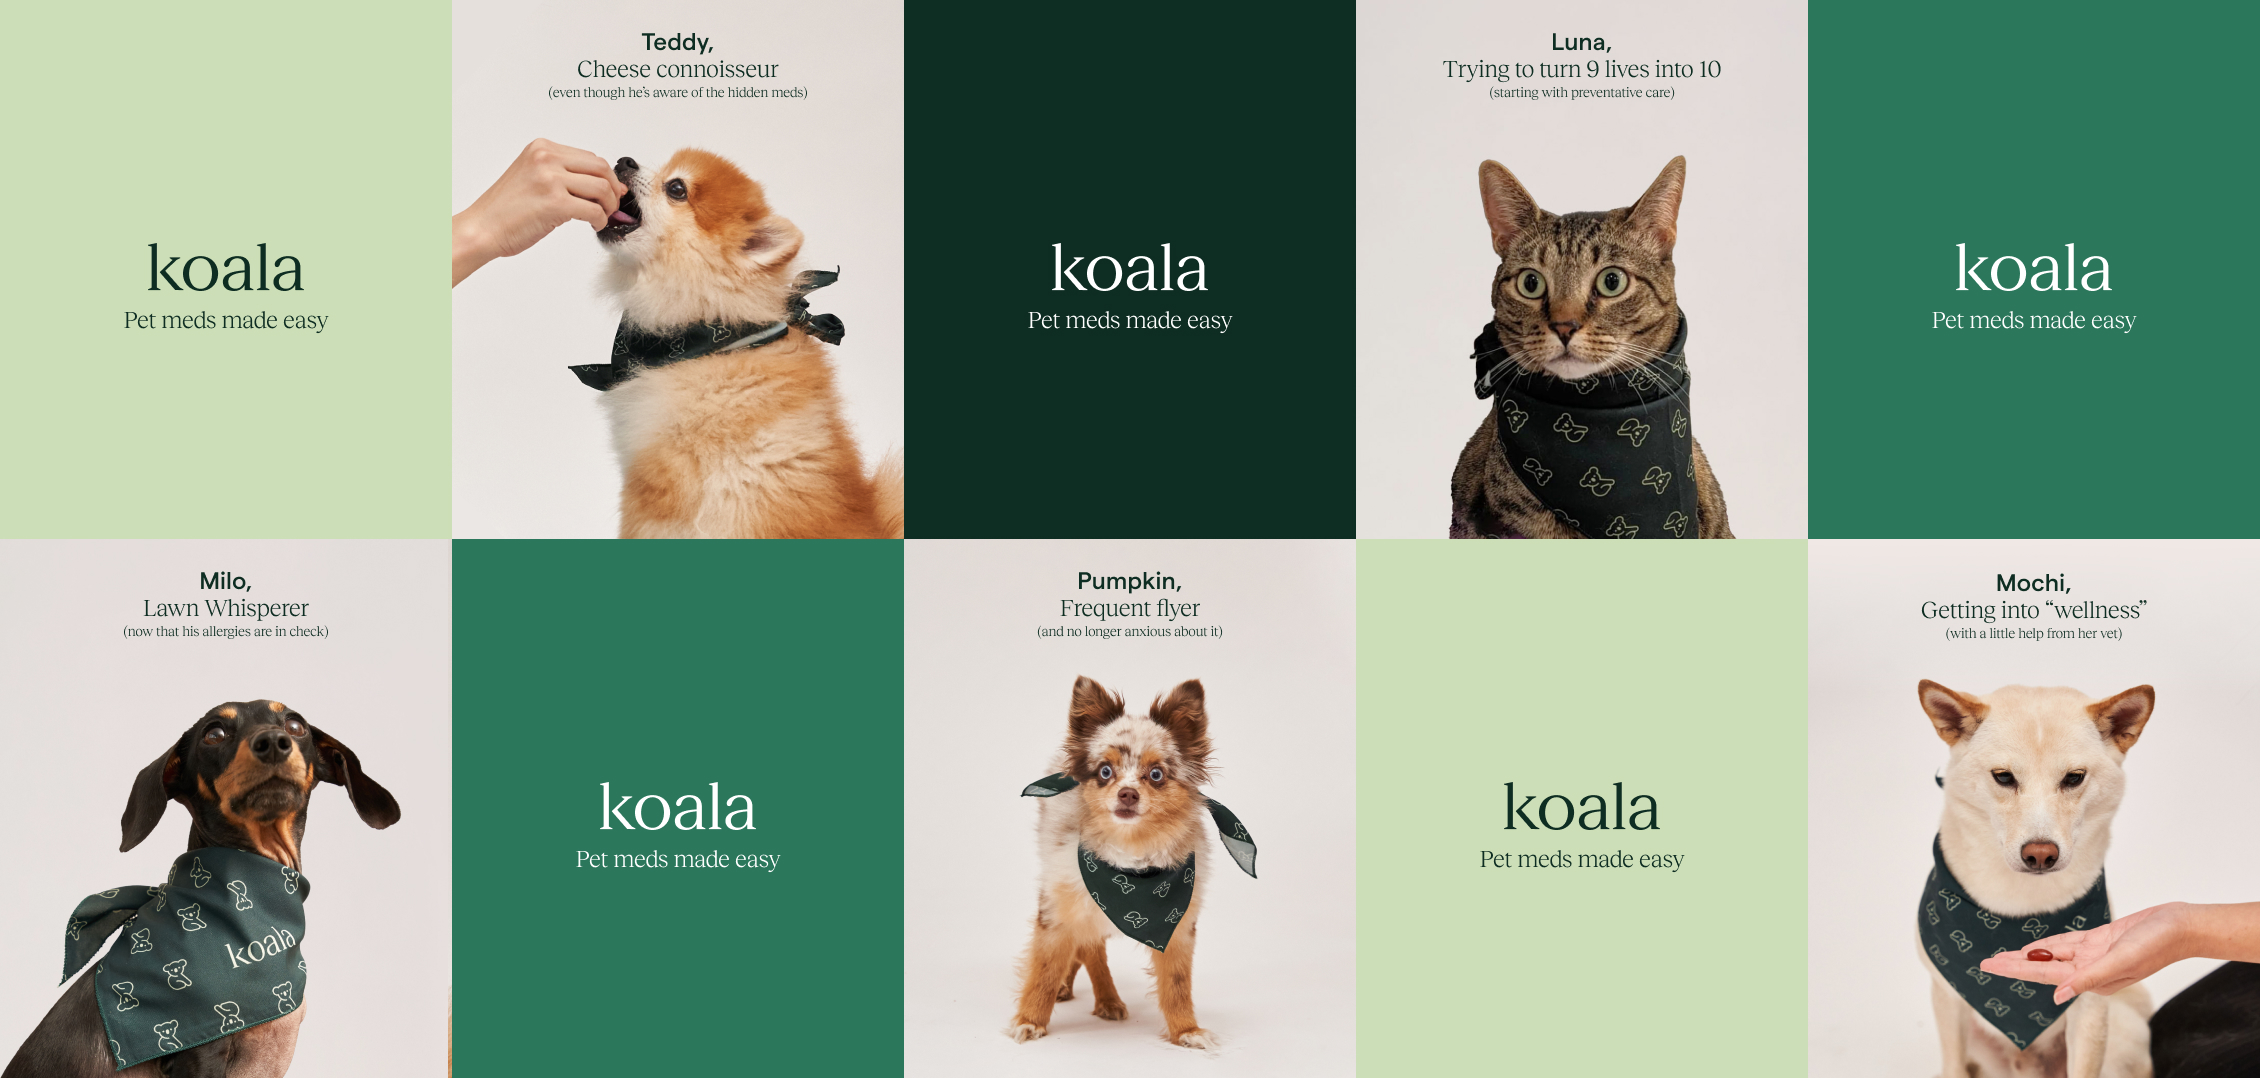 koala
Pet meds made easy
Teddy,
Cheese connoisseur
(even though he's aware of the hidden meds)
koala
Pet meds made easy
Luna,
Trying to turn 9 lives into 10
(starting with preventative care)
koala
Pet meds made easy
Milo,
Lawn Whisperer
(now that his allergies are in check)
koala
koala
Pet meds made easy
Pumpkin,
Frequent flyer
(and no longer anxious about it)
koala
Pet meds made easy
Mochi,
Getting into “wellness”
(with a little help from her vet)